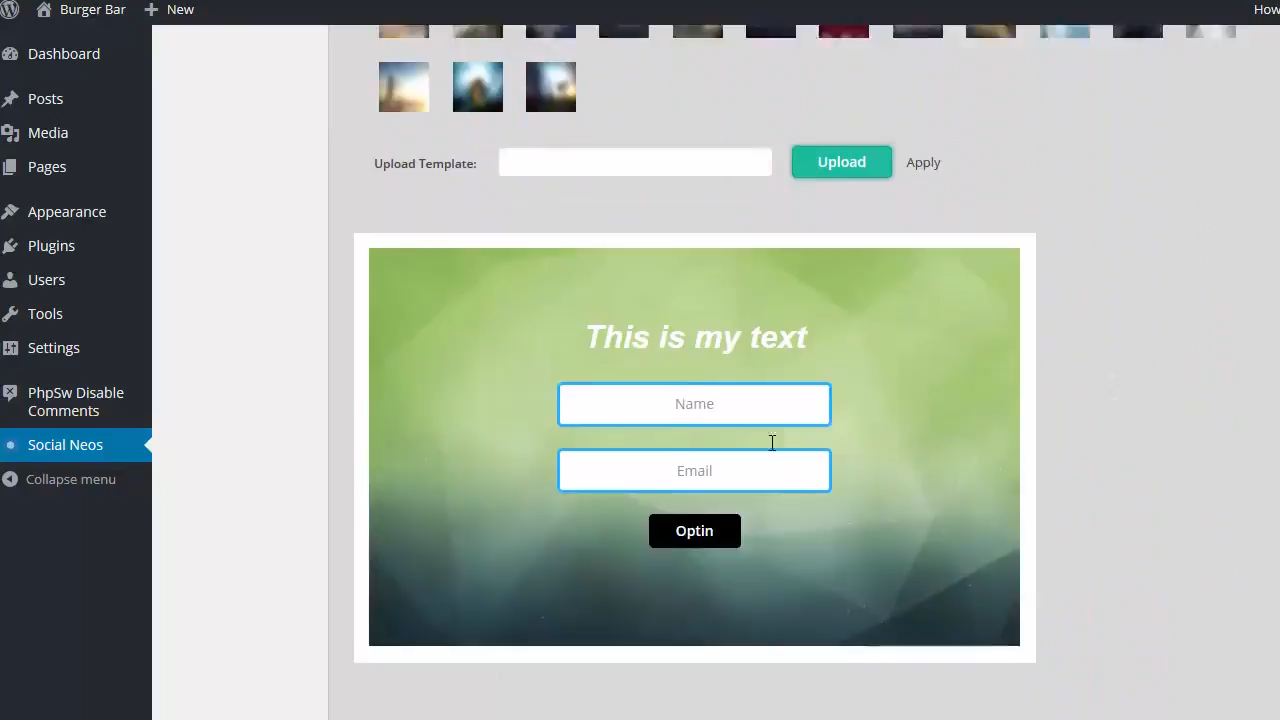 Burger Bar
New
How
Dashboard
Posts
Media
Pages
Appearance
Plugins
Users
Tools
Settings
PhpSw Disable
Comments
Social Neos
Collapse menu
Upload Template:
Upload
Apply
This is my text
Name
Email
Optin